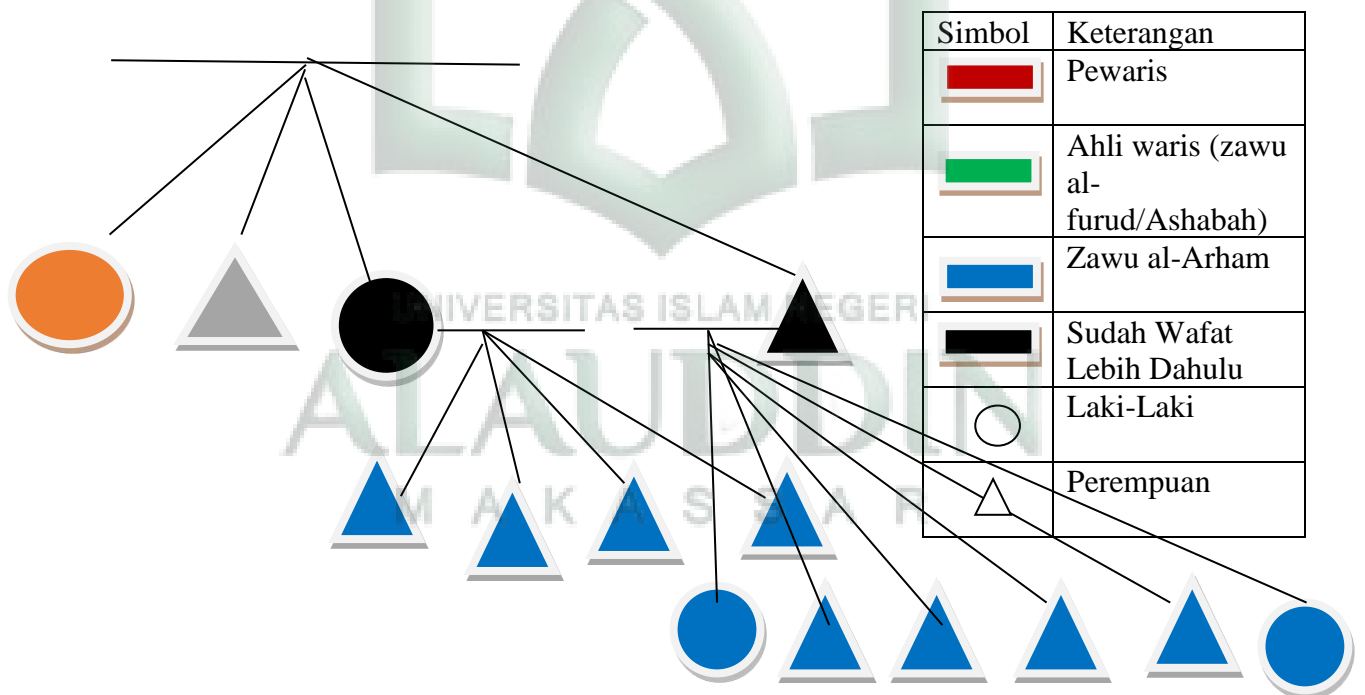 Simbol Keterangan
Pewaris
Ahli waris (zawu
al-
furud/Ashabah)
Zawu al-Arham
Sudah Wafat
Lebih Dahulu
Laki-Laki
Perempuan
UNIVERSITAS ISLAM NEGERI
ALAUDDIN
MAKASSAR